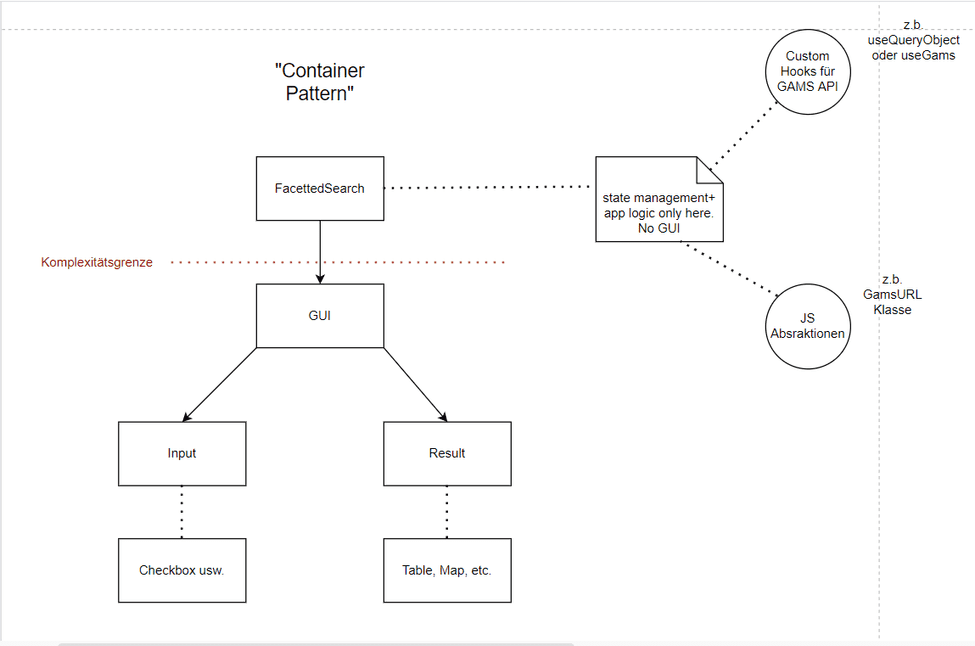 "Container
Pattern"
z.b.
useQueryObject
oder useGams
Custom
Hooks für
GAMS API
FacettedSearch
state management+
app logic only here.
No GUI
Komplexitätsgrenze
GUI
z.b.
GamsURL
Klasse
JS
Absraktionen
Input
Result
Checkbox usw.
Table, Map, etc.